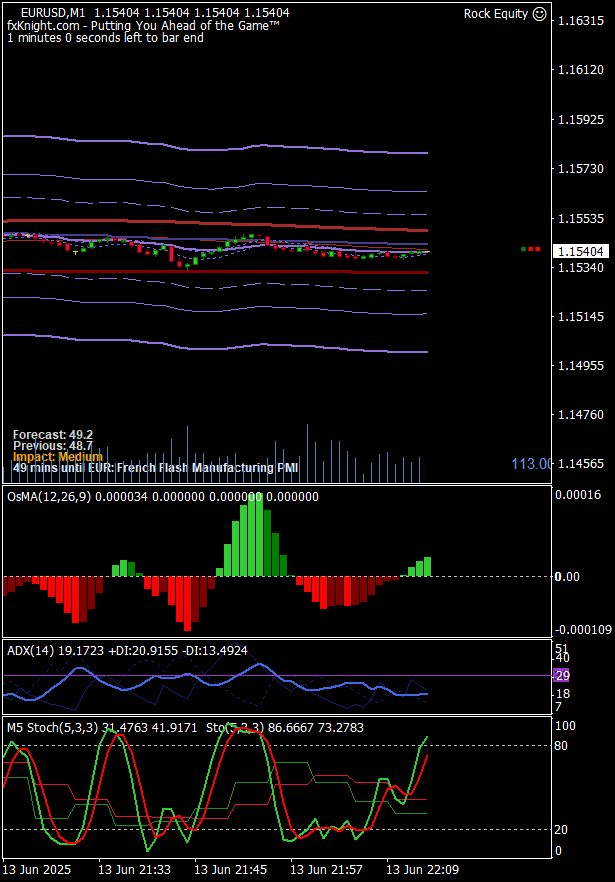 EURUSD,M1 1.15404 1.15404 1.15404 1.15404
Rock Equity ☺
fxKnight.com - Putting You Ahead of the Game™
1 minutes 0 seconds left to bar end
1.16315
1.16120
1.15925
1.15730
1.15535
1.15404
1.15340
1.15145
1.14955
1.14760
1.14565
Forecast: 49.2
Previous: 48.7
Impact: Medium
49 mins until EUR: French Flash Manufacturing PMI
113.00
OsMA(12,26,9) 0.000034 0.000000 0.000000 0.000000
0.00016
0.00
-0.000109
ADX(14) 19.1723 +DI:20.9155 -DI:13.4924
51
40
29
18
7
M5 Stoch(5,3,3) 31.4763 41.9171 Sto(5,3,3) 86.6667 73.2783
100
80
20
0
13 Jun 2025 13 Jun 21:33 13 Jun 21:45 13 Jun 21:57 13 Jun 22:09